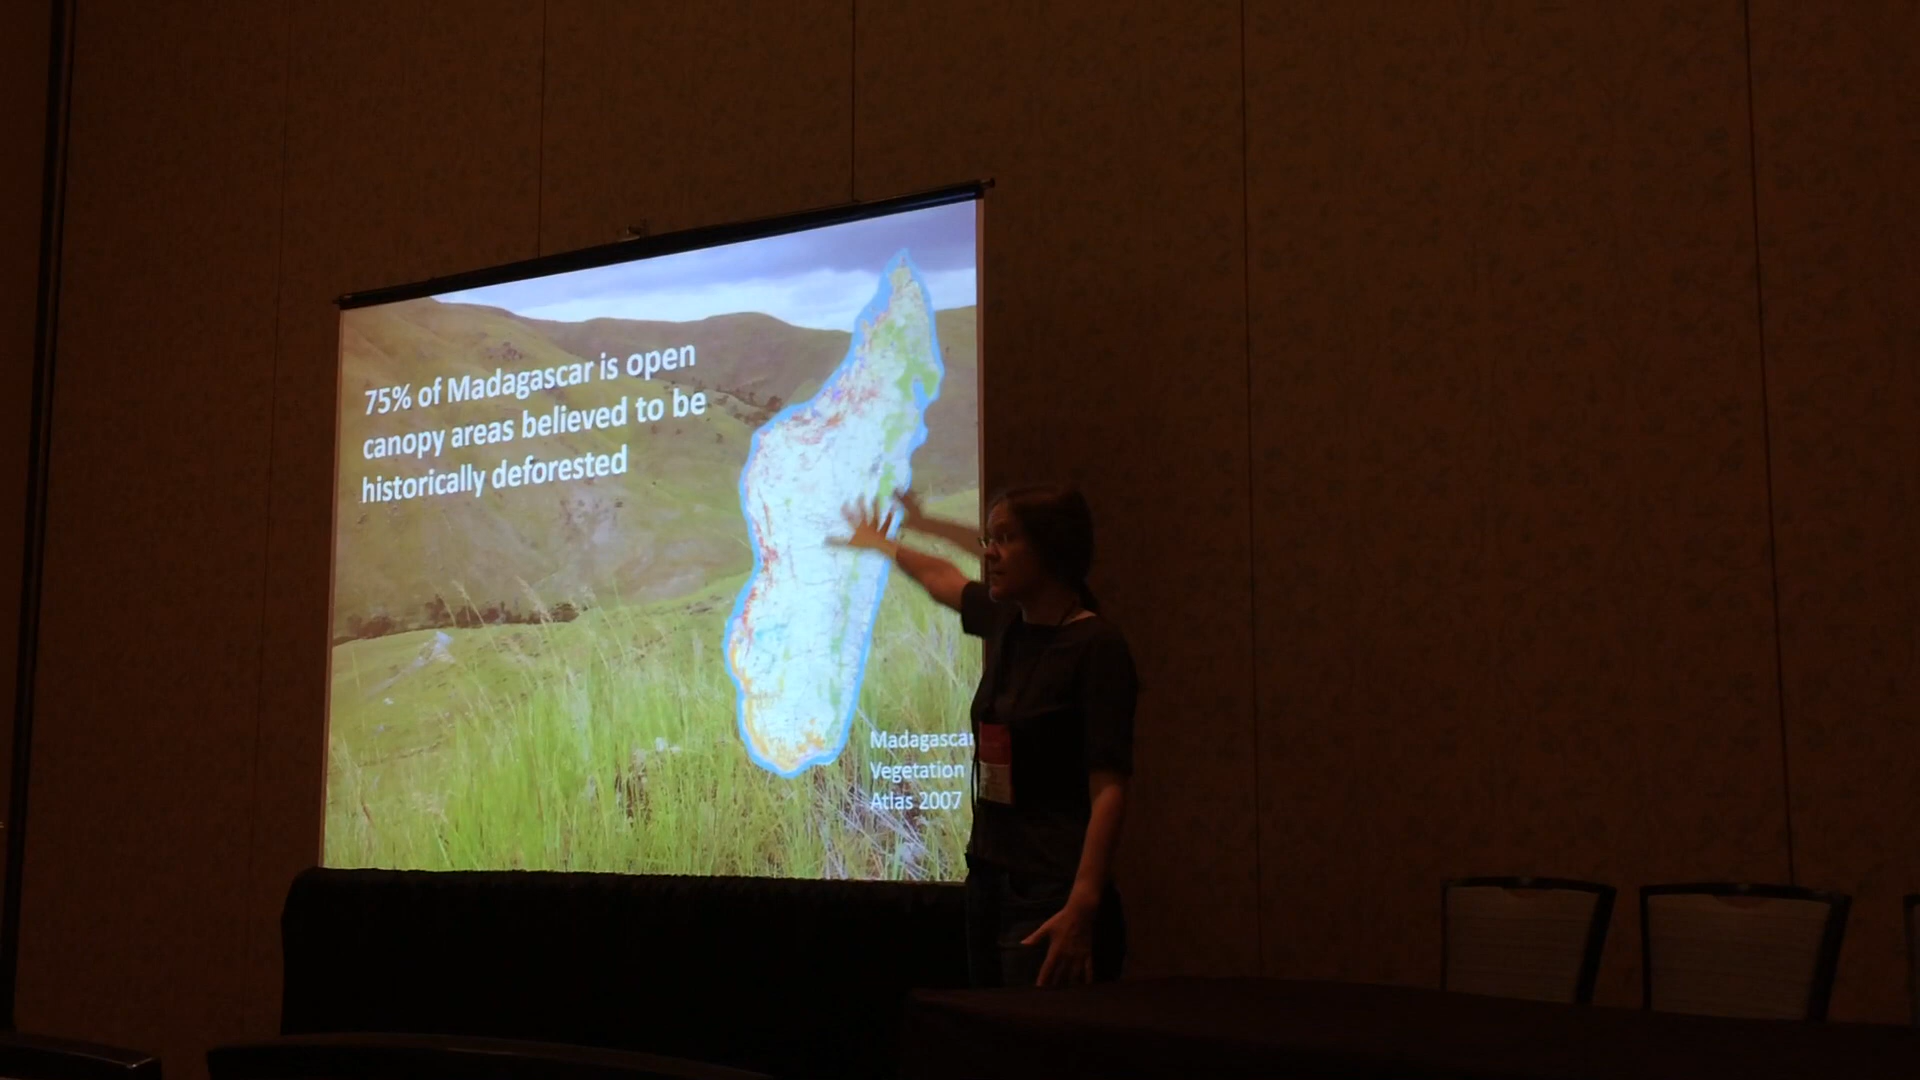 75% of Madagascar is open
canopy areas believed to be
historically deforested
Madagascar
Vegetation
Atlas 2007